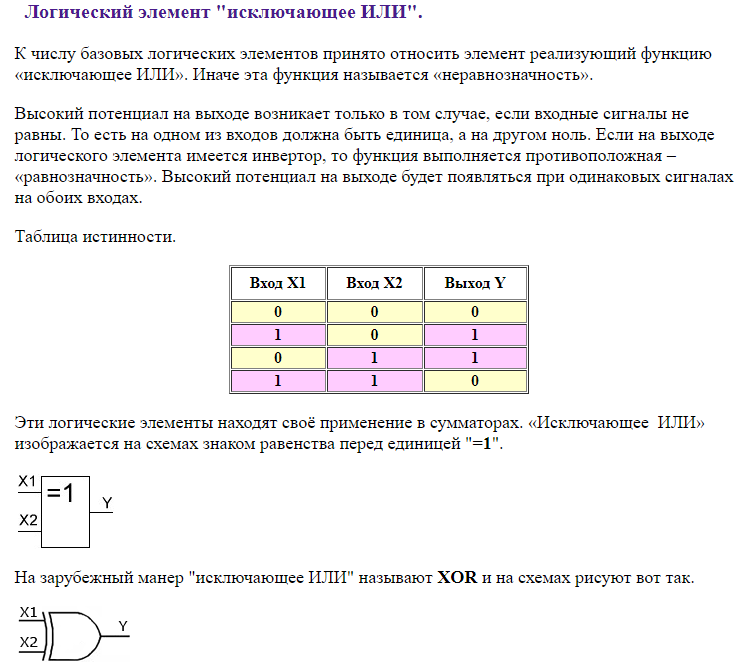 Логический элемент "исключающее ИЛИ".
К числу базовых логических элементов принято относить элемент реализующий функцию
«исключающее ИЛИ». Иначе эта функция называется «неравнозначность».
Высокий потенциал на выходе возникает только в том случае, если входные сигналы не
равны. То есть на одном из входов должна быть единица, а на другом ноль. Если на выходе
логического элемента имеется инвертор, то функция выполняется противоположная –
«равнозначность». Высокий потенциал на выходе будет появляться при одинаковых сигналах
на обоих входах.
Таблица истинности.
Вход X1 Вход X2 Выход Y
0 0 0
1 0 1
0 1 1
1 1 0
Эти логические элементы находят своё применение в сумматорах. «Исключающее ИЛИ»
изображается на схемах знаком равенства перед единицей "=1".
X1 =1 Y
X2
На зарубежный манер "исключающее ИЛИ" называют XOR и на схемах рисуют вот так.
X1 Y
X2